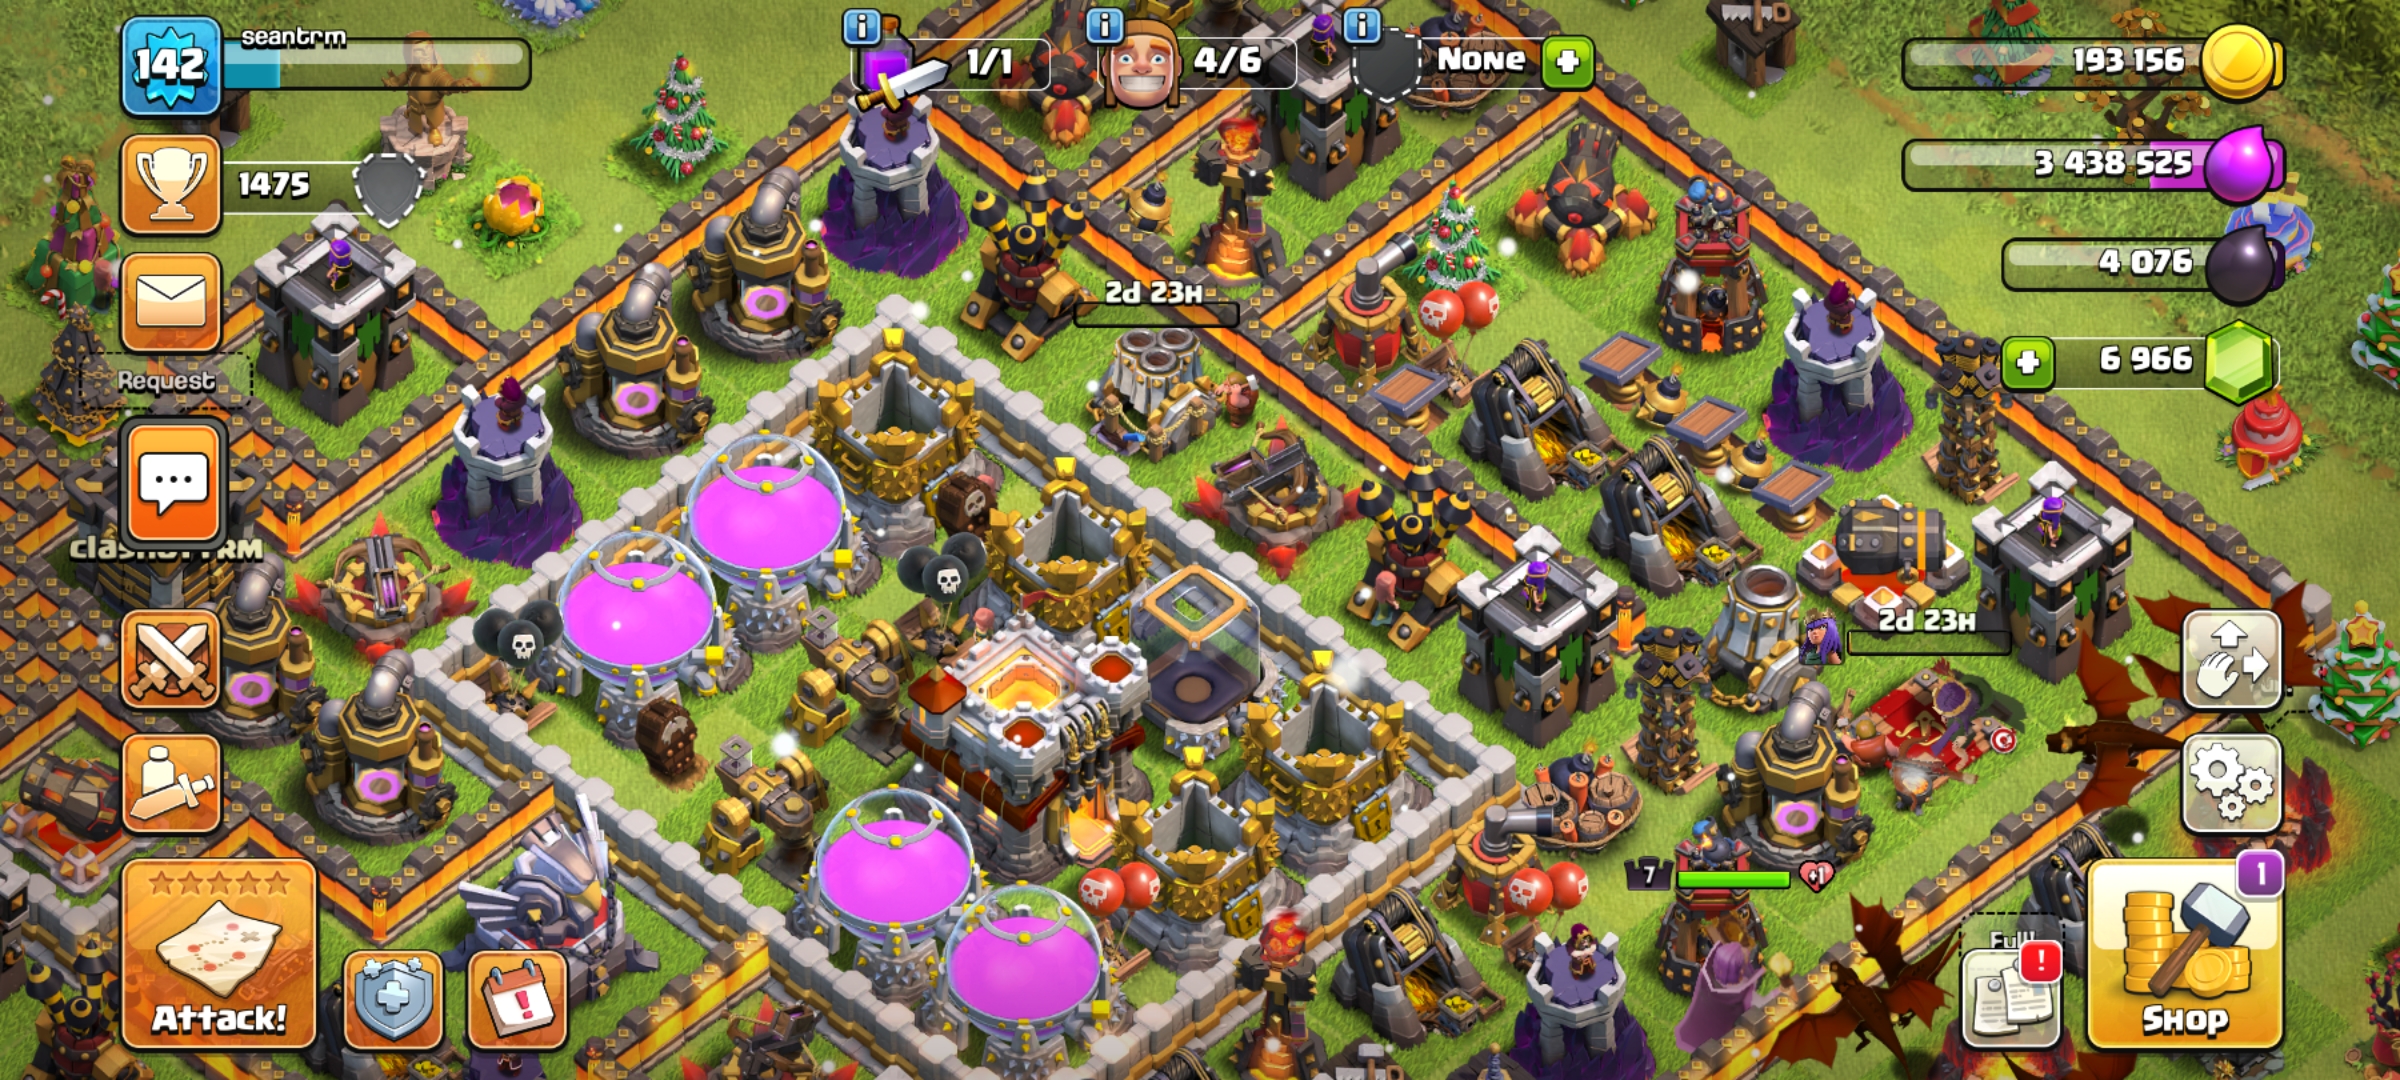 142
seantrm
1/1
4/6
None
193 156
1475
3 438 525
4 076
2d 23h
6 966
Request
2d 23h
7
+1
1
Full!
Attack!
Shop